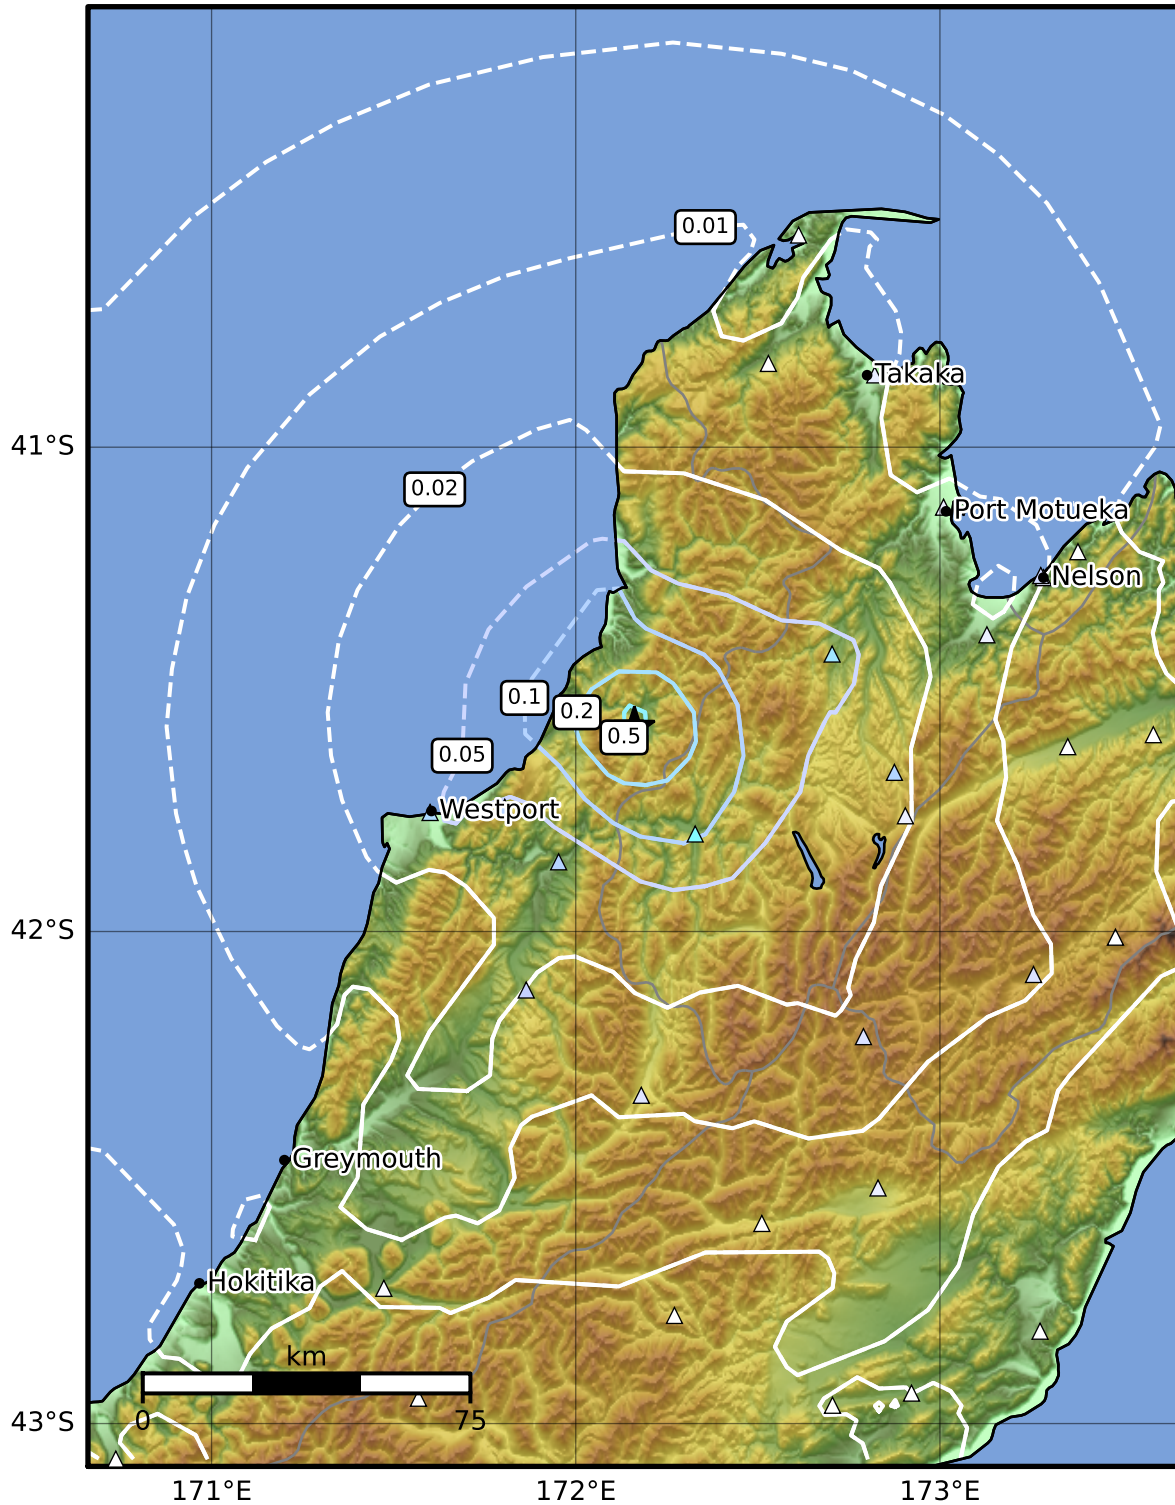 0.01
Takaka
41°S
0.02
Port Motueka
Nelson
0.1
0.2
0.5
0.05
Westport
42°S
Greymouth
Hokitika
km
0 75
43°S
171°E 172°E 173°E